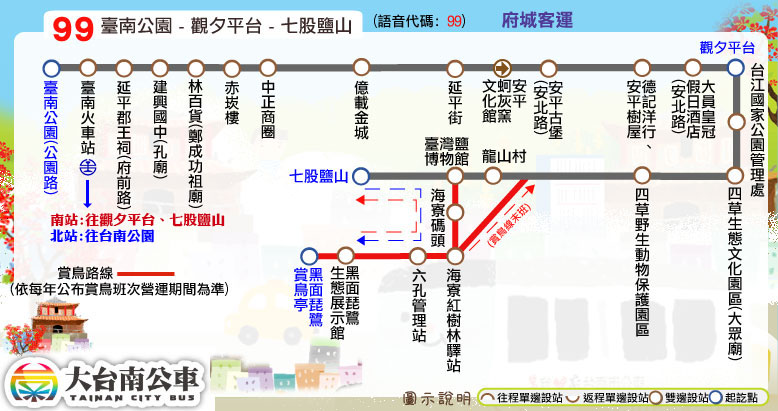 99 臺南公園 - 觀夕平台 - 七股鹽山
(語音代碼: 99)
府城客運
觀夕平台
臺南公園(公園路)
臺南火車站
延平郡王祠(府前路)
建興國中(孔廟)
林百貨(鄭成功祖廟)
赤崁樓
中正商圈
億載金城
延平街
安平
蚵灰窯
文化館
安平古堡
(安北路)
德記洋行、
安平樹屋
大員皇冠
假日酒店
(安北路)
台江國家公園管理處
南站:往觀夕平台、七股鹽山
北站:往台南公園
七股鹽山
臺灣鹽
博物館
龍山村
四草野生動物保護園區
四草生態文化園區(大眾廟)
海寮碼頭
(賞鳥線末班)
賞鳥路線
(依每年公布賞鳥班次營運期間為準)
黑面琵鷺
賞鳥亭
黑面琵鷺
生態展示館
六孔管理站
海寮紅樹林驛站
大台南公車
TAINAN CITY BUS
圖示說明
往程單邊設站
返程單邊設站
雙邊設站
起訖點